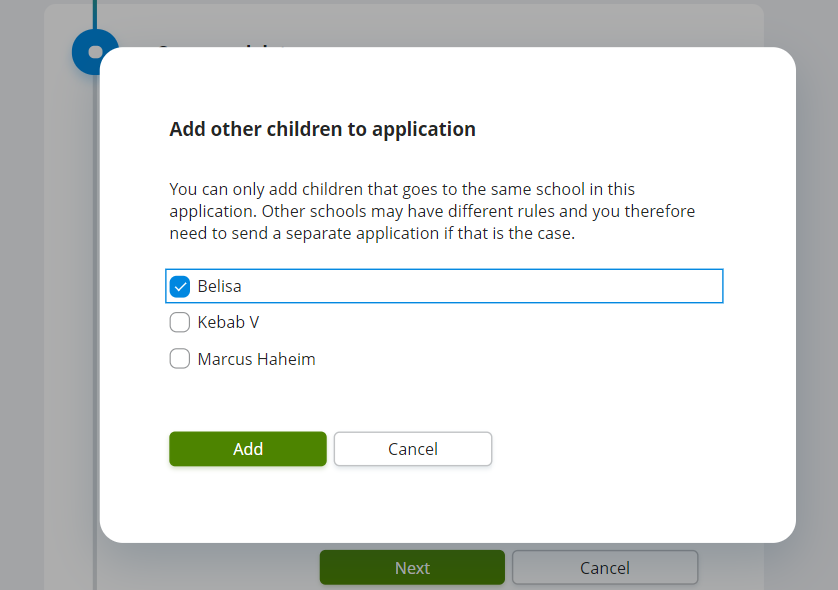 Add other children to application
You can only add children that goes to the same school in this
application. Other schools may have different rules and you therefore
need to send a separate application if that is the case.
Belisa
Kebab V
Marcus Haheim
Add
Cancel
Next
Cancel